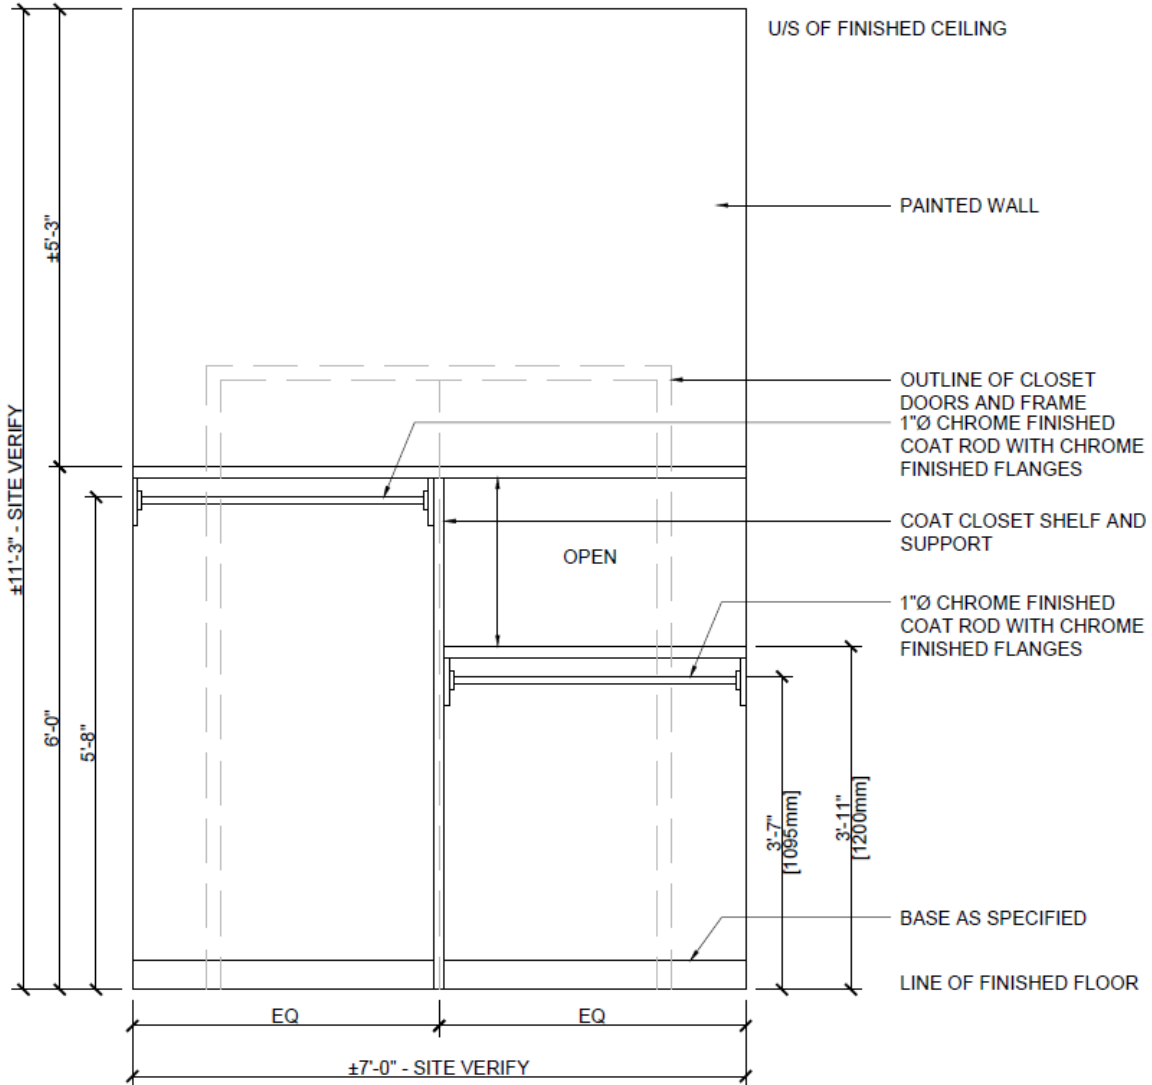 U/S OF FINISHED CEILING
PAINTED WALL
±5'-3"
OUTLINE OF CLOSET
DOORS AND FRAME
1"Ø CHROME FINISHED
COAT ROD WITH CHROME
FINISHED FLANGES
±11'-3" - SITE VERIFY
COAT CLOSET SHELF AND
SUPPORT
OPEN
1"Ø CHROME FINISHED
COAT ROD WITH CHROME
FINISHED FLANGES
6'-0"
5'-8"
3'-7"
[1095mm]
3'-11"
[1200mm]
BASE AS SPECIFIED
LINE OF FINISHED FLOOR
EQ
EQ
±7'-0" - SITE VERIFY